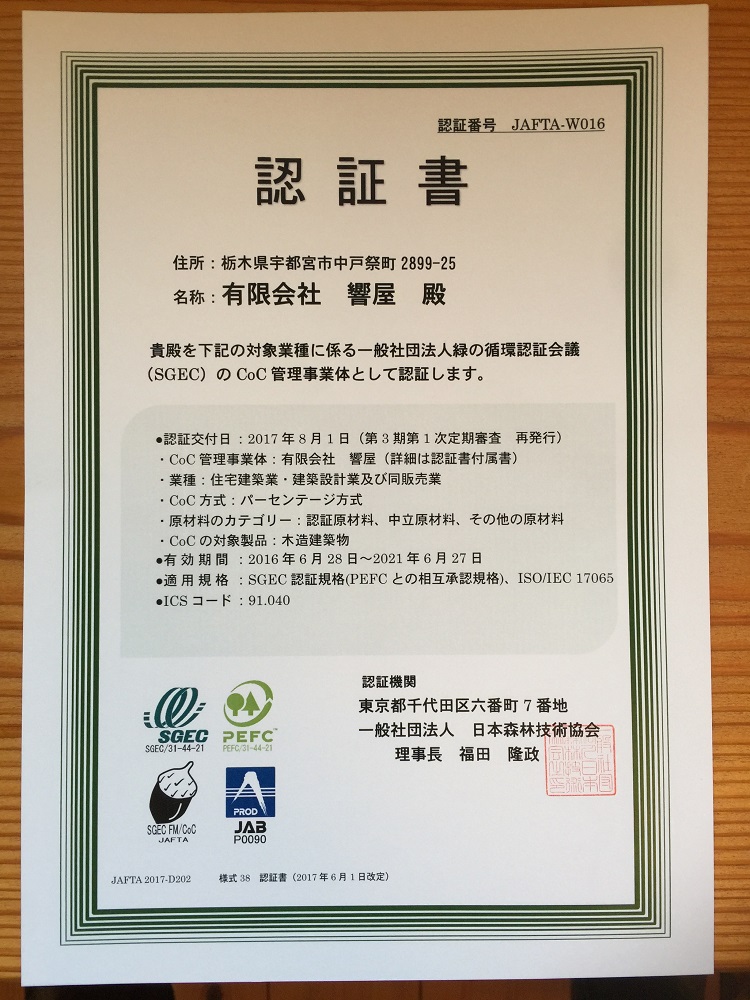 認証番号　JAFTA-W016
認 証 書
住所：栃木県宇都宮市中戸祭町 2899-25
名称：有限会社　響屋　殿
貴殿を下記の対象業種に係る一般社団法人緑の循環認証会議
（SGEC）の CoC 管理事業体として認証します。
●認証交付日：2017 年 8 月 1 日（第 3 期第 1 次定期審査　再発行）
・CoC 管理事業体：有限会社　響屋（詳細は認証書付属書）
・業種：住宅建築業・建築設計業及び同販売業
・CoC 方式：パーセンテージ方式
・原材料のカテゴリー：認証原材料、中立原材料、その他の原材料
・CoC の対象製品：木造建築物
●有 効 期 間 ：2016 年 6 月 28 日～2021 年 6 月 27 日
●適 用 規 格 ：SGEC 認証規格(PEFC との相互承認規格)、ISO/IEC 17065
●ICS コード：91.040
認証機関
東京都千代田区六番町 7 番地
一般社団法人　日本森林技術協会
理事長　福田　隆政
SGEC
SGEC/31-44-21
PEFC™
PEFC/31-44-21
SGEC FM/CoC
JAFTA
PROD
JAB
P0090
JAFTA 2017-D202　　様式 38　認証書（2017 年 6 月 1 日改定）